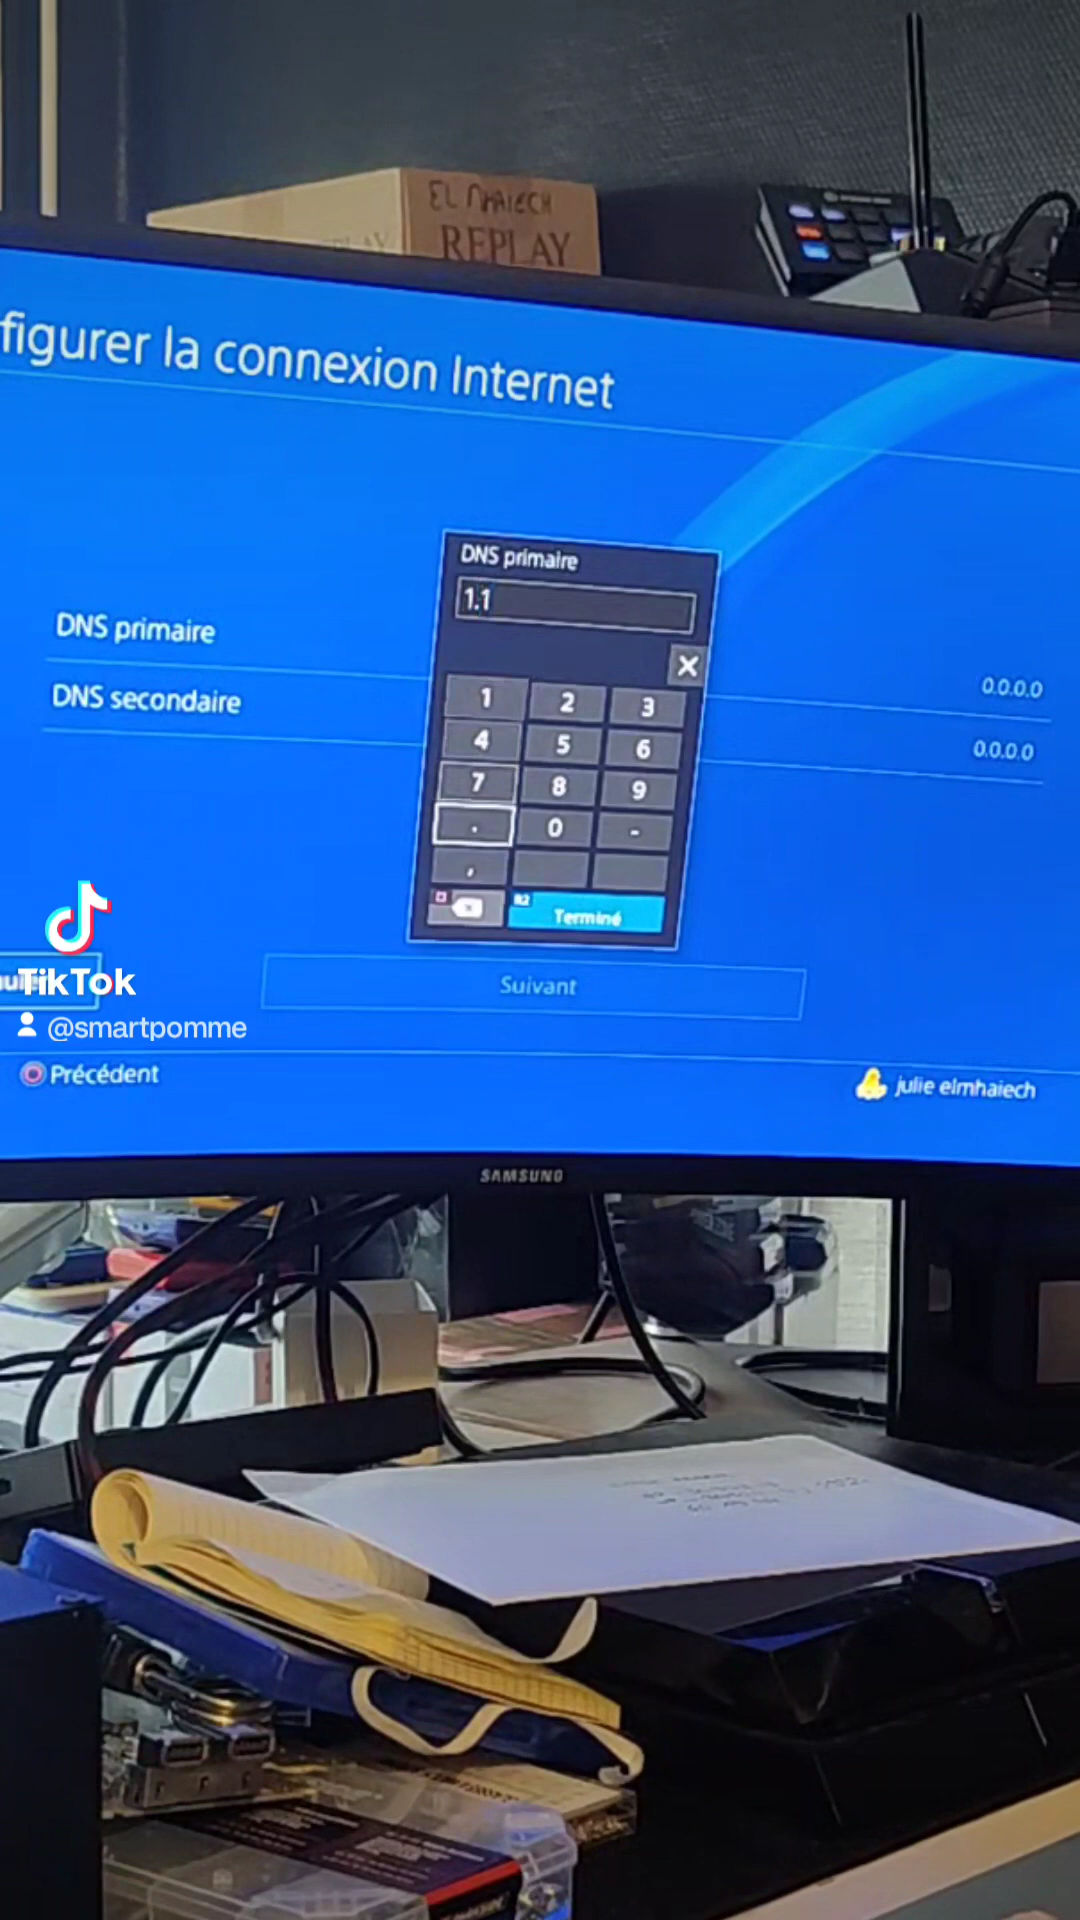 EL MHAIECH
REPLAY
figurer la connexion Internet
DNS primaire
1.1
DNS primaire
0.0.0.0
DNS secondaire
0.0.0.0
1 2 3
4 5 6
7 8 9
. 0 -
,
R2
Terminé
Suivant
TikTok
@smartpomme
Précédent
julie elmhaiech
SAMSUNG